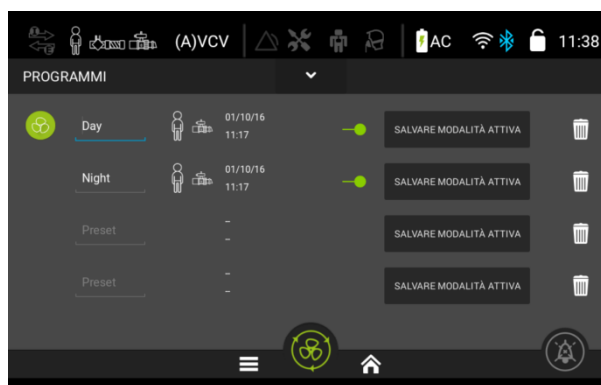 (A)VCV AC 11:38
PROGRAMMI
Day 01/10/16 11:17 SALVARE MODALITÀ ATTIVA
Night 01/10/16 11:17 SALVARE MODALITÀ ATTIVA
Preset – – SALVARE MODALITÀ ATTIVA
Preset – – SALVARE MODALITÀ ATTIVA